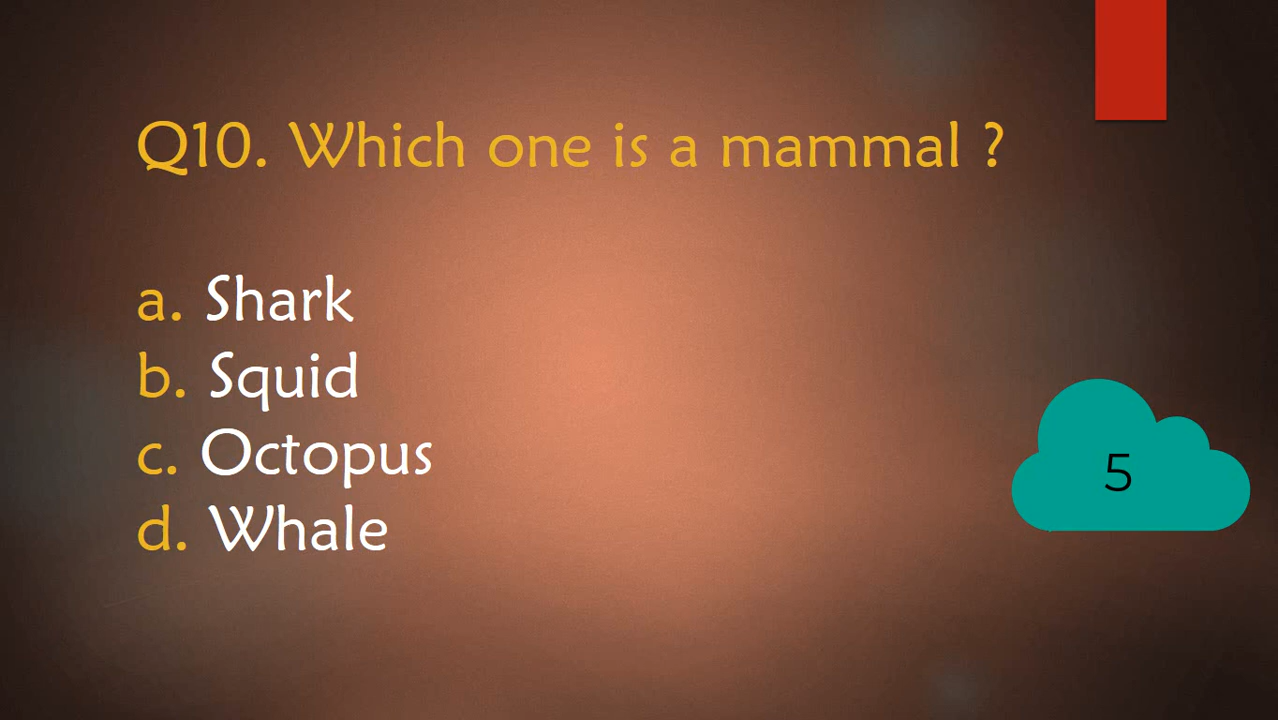 Q10. Which one is a mammal ?
a. Shark
b. Squid
c. Octopus
d. Whale
5